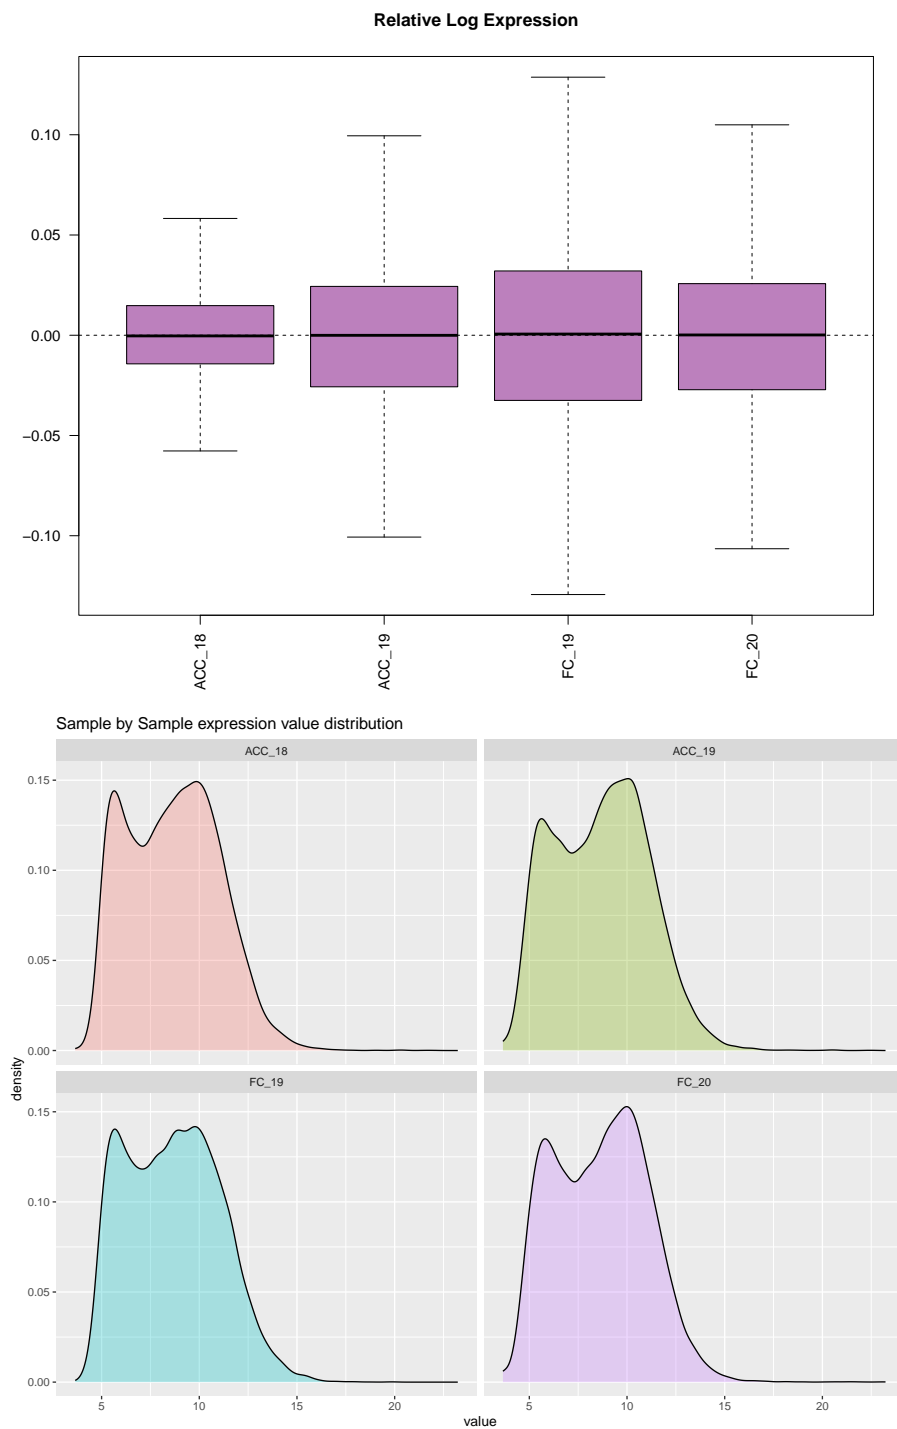 Relative Log Expression
0.10
0.05
0.00
−0.05
−0.10
ACC_18
ACC_19
FC_19
FC_20
Sample by Sample expression value distribution
ACC_18
ACC_19
0.15
0.10
0.05
0.00
density
FC_19
FC_20
0.15
0.10
0.05
0.00
5
10
15
20
5
10
15
20
value